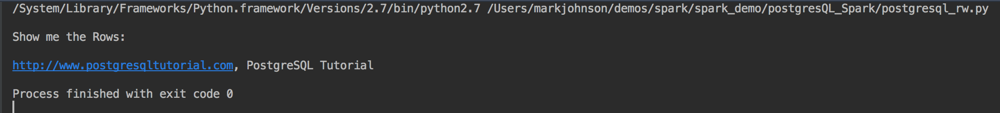 /System/Library/Frameworks/Python.framework/Versions/2.7/bin/python2.7 /Users/markjohnson/demos/spark/spark_demo/postgresQL_Spark/postgresql_rw.py
Show me the Rows:
http://www.postgresqltutorial.com, PostgreSQL Tutorial
Process finished with exit code 0